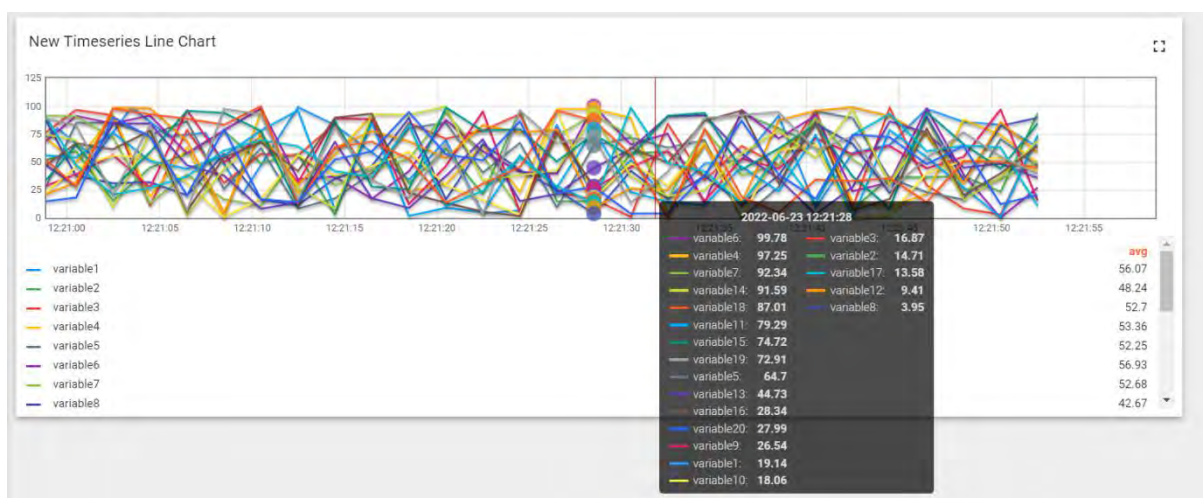 New Timeseries Line Chart
125
100
75
50
25
0
12:21:00 12:21:05 12:21:10 12:21:15 12:21:20 12:21:25 12:21:30 12:21:50 12:21:55
2022-06-23 12:21:28
variable6: 99.78 variable3: 16.87
variable4: 97.25 variable2: 14.71
variable7: 92.34 variable17: 13.58
variable14: 91.59 variable12: 9.41
variable18: 87.01 variable8: 3.95
variable11: 79.29
variable15: 74.72
variable19: 72.91
variable5: 64.7
variable13: 44.73
variable16: 28.34
variable20: 27.99
variable9: 26.54
variable1: 19.14
variable10: 18.06
avg
variable1 56.07
variable2 48.24
variable3 52.7
variable4 53.36
variable5 52.25
variable6 56.93
variable7 52.68
variable8 42.67